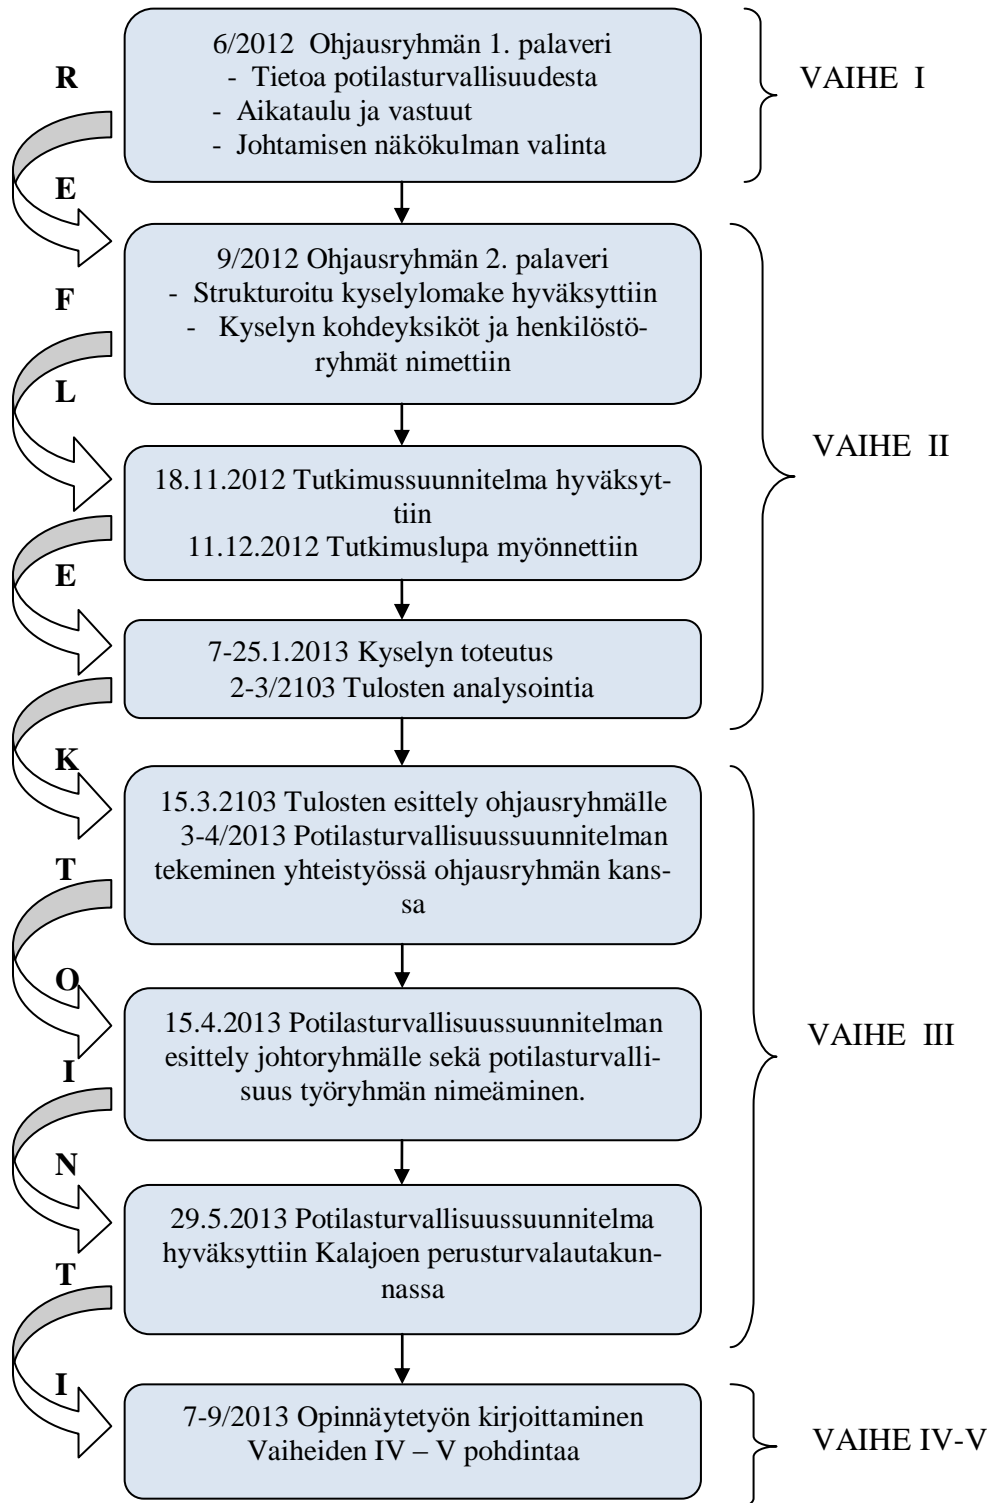 6/2012 Ohjausryhmän 1. palaveri
- Tietoa potilasturvallisuudesta
- Aikataulu ja vastuut
- Johtamisen näkökulman valinta
VAIHE I
9/2012 Ohjausryhmän 2. palaveri
- Strukturoitu kyselylomake hyväksyttiin
- Kyselyn kohdeyksiköt ja henkilöstö-
ryhmät nimettiin
18.11.2012 Tutkimussuunnitelma hyväksyt-
tiin
11.12.2012 Tutkimuslupa myönnettiin
7-25.1.2013 Kyselyn toteutus
2-3/2103 Tulosten analysointia
VAIHE II
15.3.2103 Tulosten esittely ohjausryhmälle
3-4/2013 Potilasturvallisuussuunnitelman
tekeminen yhteistyössä ohjausryhmän kans-
sa
15.4.2013 Potilasturvallisuussuunnitelman
esittely johtoryhmälle sekä potilasturvalli-
suus työryhmän nimeäminen.
29.5.2013 Potilasturvallisuussuunnitelma
hyväksyttiin Kalajoen perusturvalautakun-
nassa
VAIHE III
7-9/2013 Opinnäytetyön kirjoittaminen
Vaiheiden IV – V pohdintaa
VAIHE IV-V
R
E
F
L
E
K
T
O
I
N
T
I